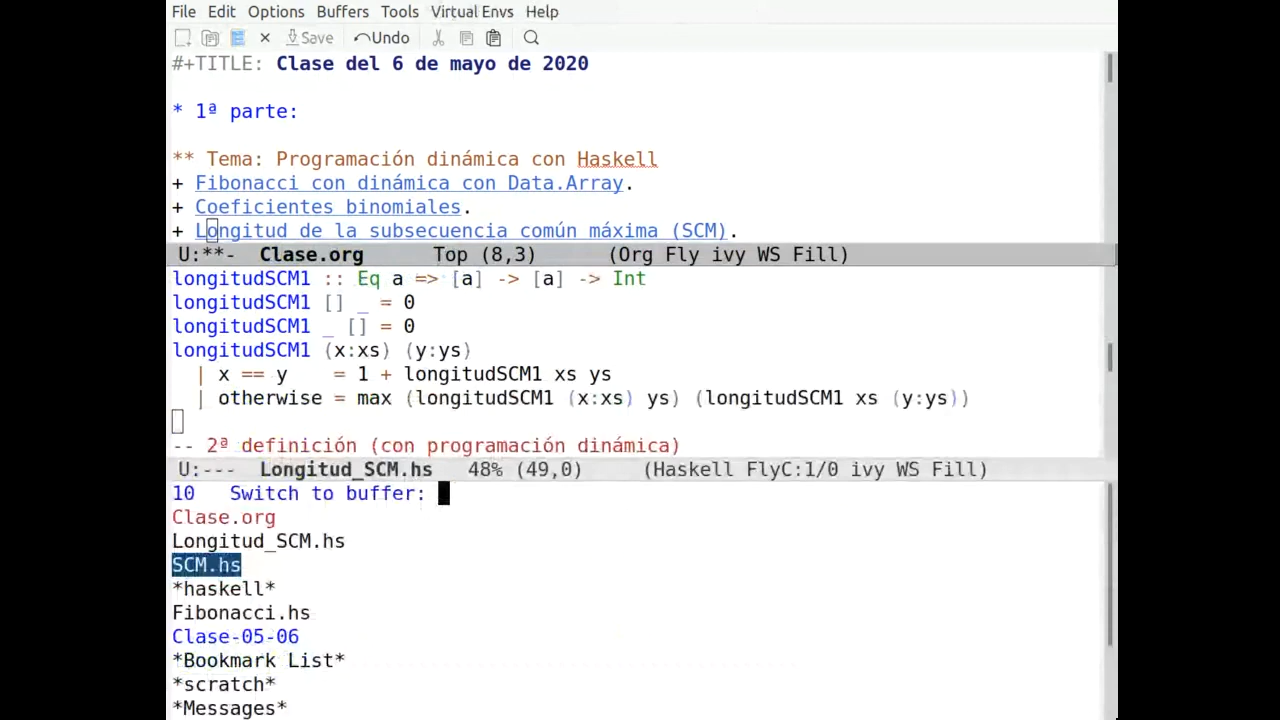 File Edit Options Buffers Tools Virtual Envs Help
Save Undo
#+TITLE: Clase del 6 de mayo de 2020
* 1ª parte:
** Tema: Programación dinámica con Haskell
+ Fibonacci con dinámica con Data.Array.
+ Coeficientes binomiales.
+ Longitud de la subsecuencia común máxima (SCM).
U:**-  Clase.org      Top (8,3)      (Org Fly ivy WS Fill)
longitudSCM1 :: Eq a => [a] -> [a] -> Int
longitudSCM1 [] _ = 0
longitudSCM1 _ [] = 0
longitudSCM1 (x:xs) (y:ys)
  | x == y    = 1 + longitudSCM1 xs ys
  | otherwise = max (longitudSCM1 (x:xs) ys) (longitudSCM1 xs (y:ys))
-- 2ª definición (con programación dinámica)
U:---  Longitud_SCM.hs   48% (49,0)     (Haskell FlyC:1/0 ivy WS Fill)
10   Switch to buffer:
Clase.org
Longitud_SCM.hs
SCM.hs
*haskell*
Fibonacci.hs
Clase-05-06
*Bookmark List*
*scratch*
*Messages*